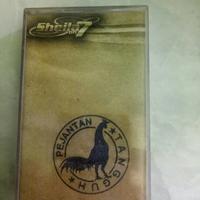 Sheila
on 7
PEJANTAN
TANGGUH